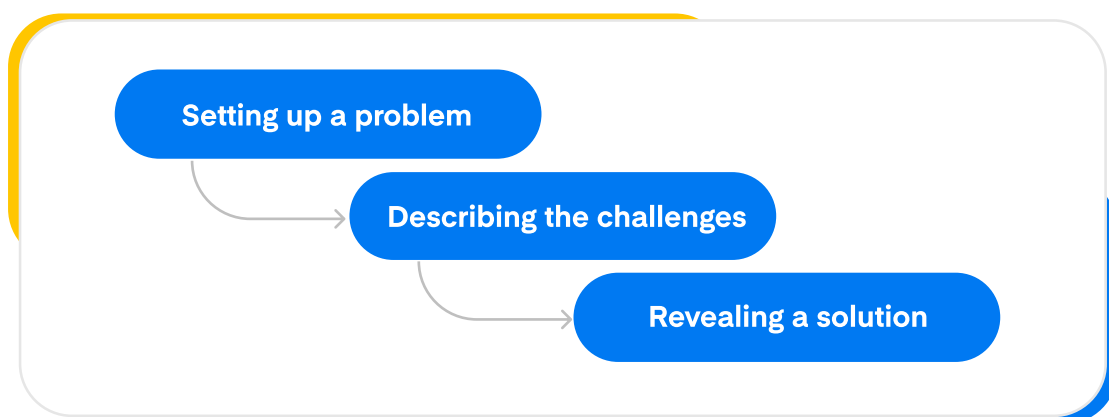 Setting up a problem
Describing the challenges
Revealing a solution